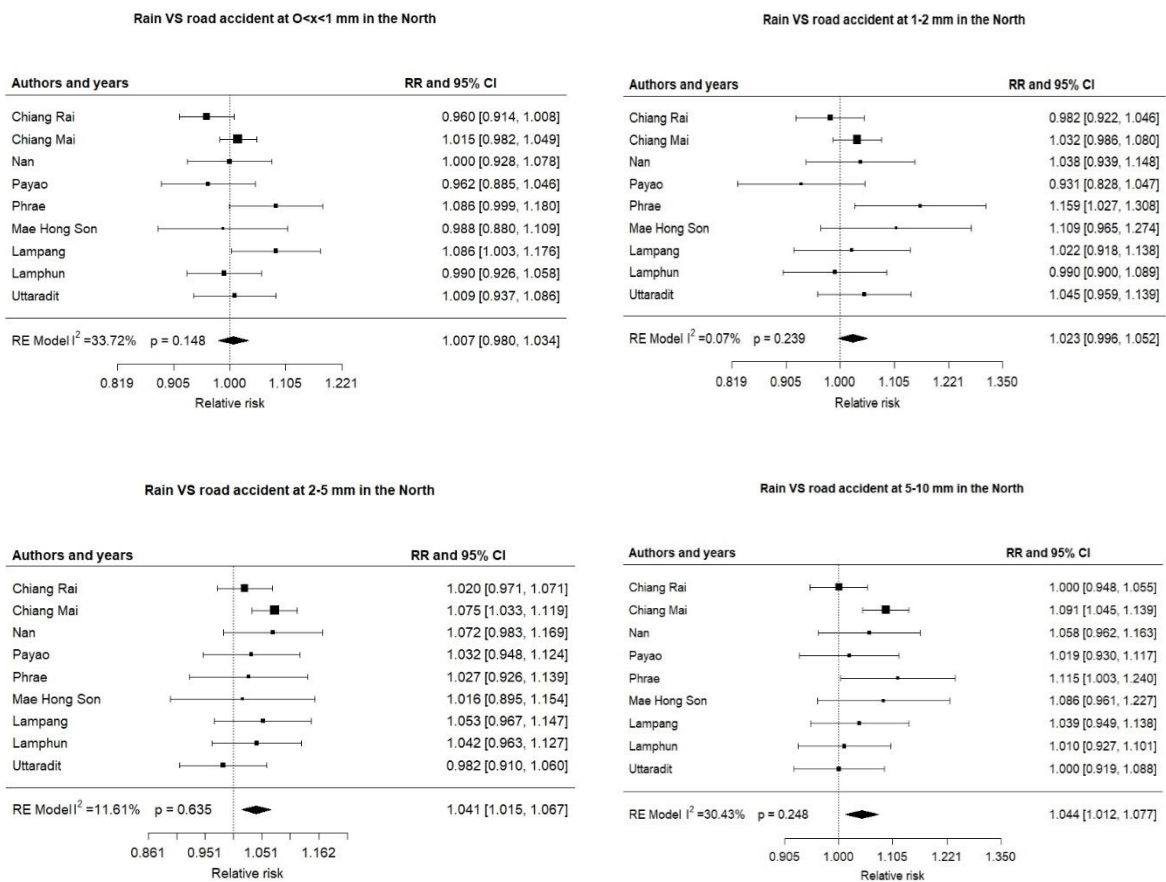 Rain VS road accident at O<x<1 mm in the North
Authors and years RR and 95% CI
Chiang Rai 0.960 [0.914, 1.008]
Chiang Mai 1.015 [0.982, 1.049]
Nan 1.000 [0.928, 1.078]
Payao 0.962 [0.885, 1.046]
Phrae 1.086 [0.999, 1.180]
Mae Hong Son 0.988 [0.880, 1.109]
Lampang 1.086 [1.003, 1.176]
Lamphun 0.990 [0.926, 1.058]
Uttaradit 1.009 [0.937, 1.086]
RE Model I² =33.72% p = 0.148 1.007 [0.980, 1.034]
0.819 0.905 1.000 1.105 1.221
Relative risk
Rain VS road accident at 1-2 mm in the North
Authors and years RR and 95% CI
Chiang Rai 0.982 [0.922, 1.046]
Chiang Mai 1.032 [0.986, 1.080]
Nan 1.038 [0.939, 1.148]
Payao 0.931 [0.828, 1.047]
Phrae 1.159 [1.027, 1.308]
Mae Hong Son 1.109 [0.965, 1.274]
Lampang 1.022 [0.918, 1.138]
Lamphun 0.990 [0.900, 1.089]
Uttaradit 1.045 [0.959, 1.139]
RE Model I² =0.07% p = 0.239 1.023 [0.996, 1.052]
0.819 0.905 1.000 1.105 1.221 1.350
Relative risk
Rain VS road accident at 2-5 mm in the North
Authors and years RR and 95% CI
Chiang Rai 1.020 [0.971, 1.071]
Chiang Mai 1.075 [1.033, 1.119]
Nan 1.072 [0.983, 1.169]
Payao 1.032 [0.948, 1.124]
Phrae 1.027 [0.926, 1.139]
Mae Hong Son 1.016 [0.895, 1.154]
Lampang 1.053 [0.967, 1.147]
Lamphun 1.042 [0.963, 1.127]
Uttaradit 0.982 [0.910, 1.060]
RE Model I² =11.61% p = 0.635 1.041 [1.015, 1.067]
0.861 0.951 1.051 1.162
Relative risk
Rain VS road accident at 5-10 mm in the North
Authors and years RR and 95% CI
Chiang Rai 1.000 [0.948, 1.055]
Chiang Mai 1.091 [1.045, 1.139]
Nan 1.058 [0.962, 1.163]
Payao 1.019 [0.930, 1.117]
Phrae 1.115 [1.003, 1.240]
Mae Hong Son 1.086 [0.961, 1.227]
Lampang 1.039 [0.949, 1.138]
Lamphun 1.010 [0.927, 1.101]
Uttaradit 1.000 [0.919, 1.088]
RE Model I² =30.43% p = 0.248 1.044 [1.012, 1.077]
0.905 1.000 1.105 1.221 1.350
Relative risk